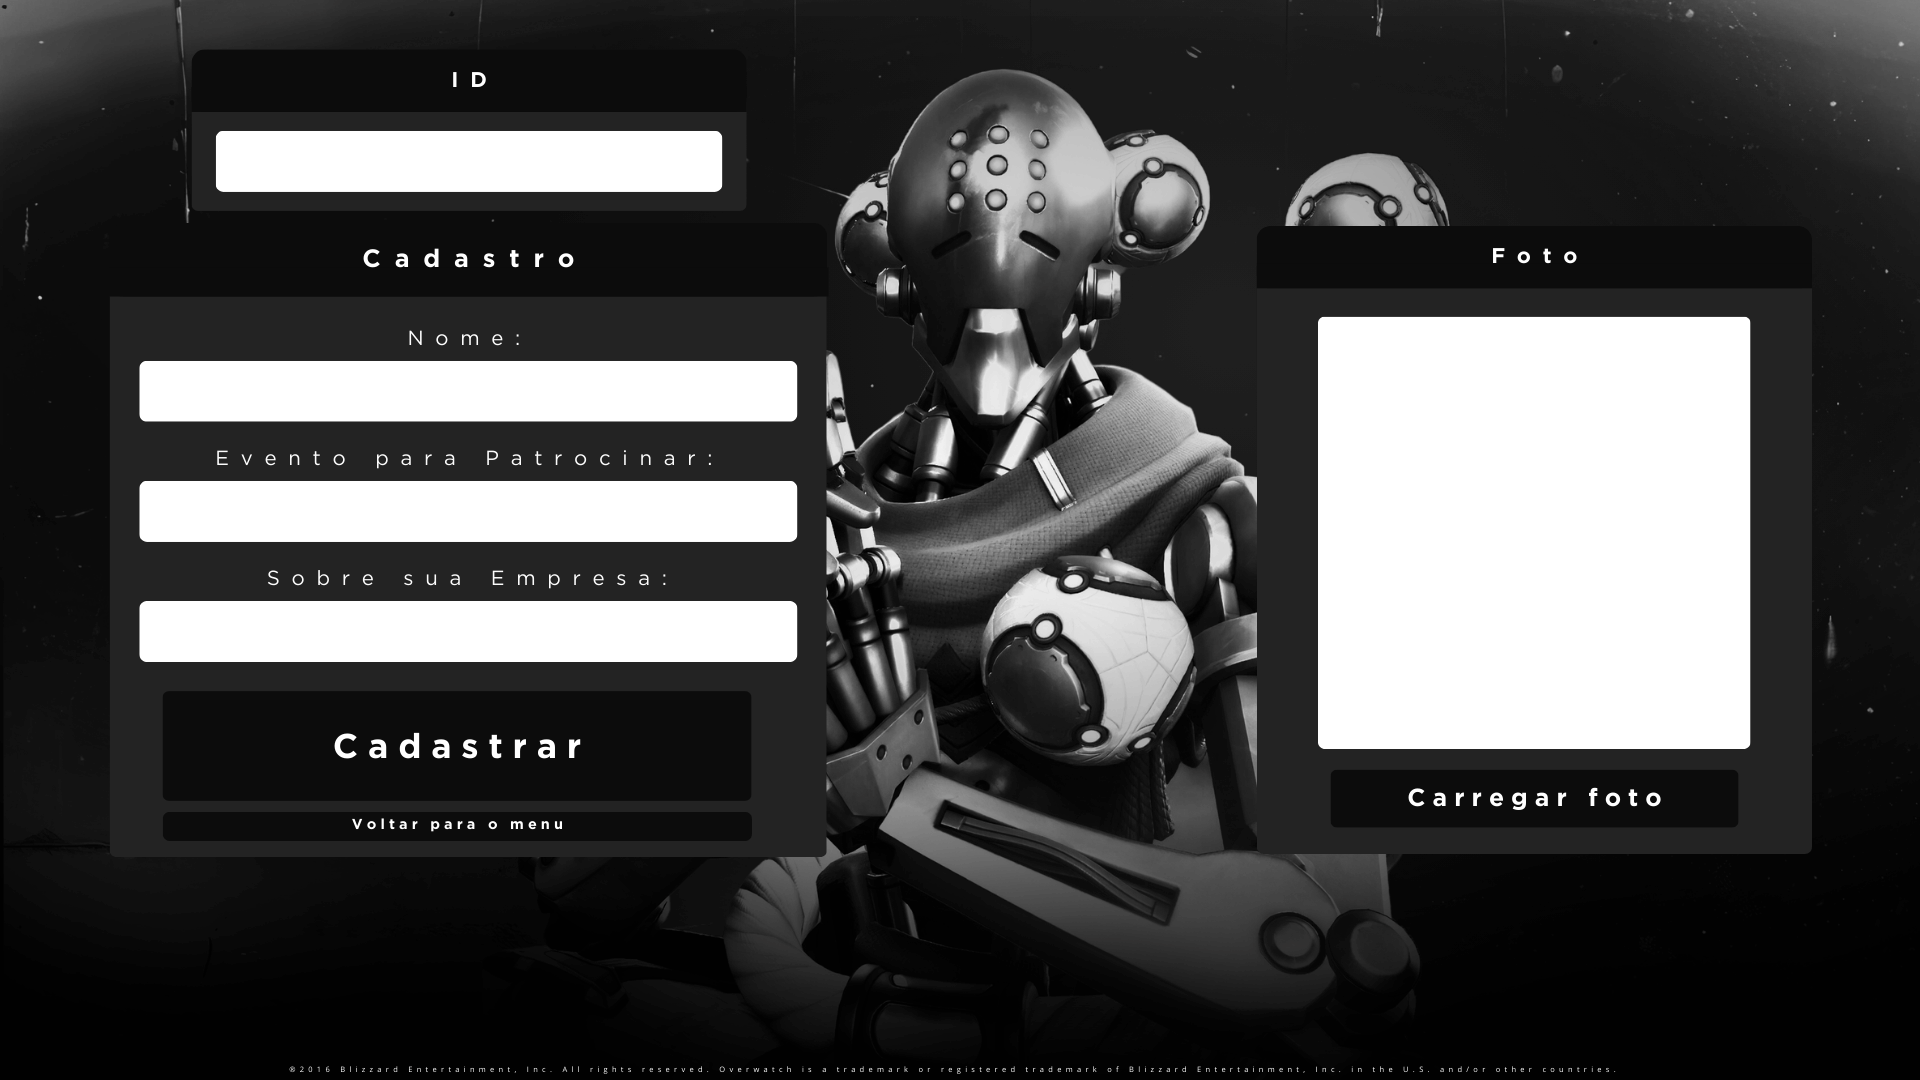 ID
Cadastro
Nome:
Evento para Patrocinar:
Sobre sua Empresa:
Cadastrar
Voltar para o menu
Foto
Carregar foto
©2016 Blizzard Entertainment, Inc. All rights reserved. Overwatch is a trademark or registered trademark of Blizzard Entertainment, Inc. in the U.S. and/or other countries.